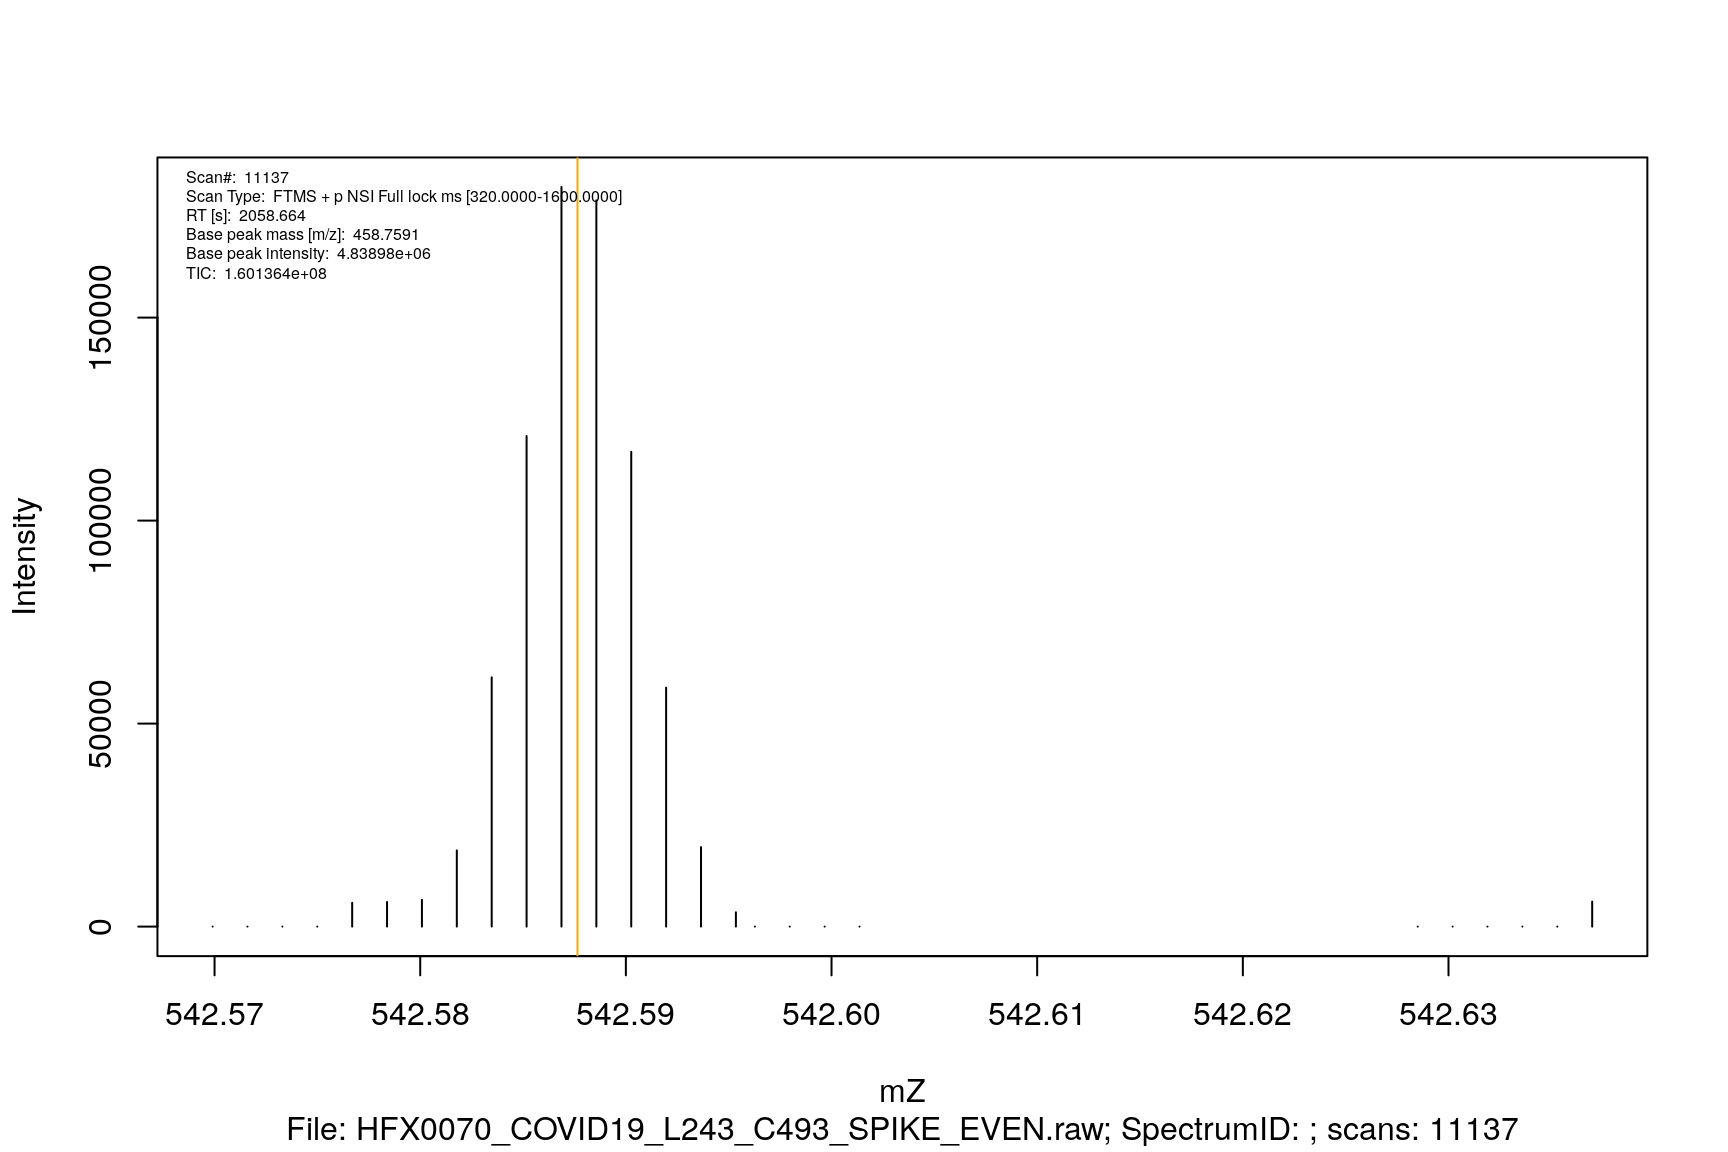 Scan#: 11137
Scan Type: FTMS + p NSI Full lock ms [320.0000-1600.0000]
RT [s]: 2058.664
Base peak mass [m/z]: 458.7591
Base peak intensity: 4.83898e+06
TIC: 1.601364e+08
150000
100000
50000
0
Intensity
542.57 542.58 542.59 542.60 542.61 542.62 542.63
mZ
File: HFX0070_COVID19_L243_C493_SPIKE_EVEN.raw; SpectrumID: ; scans: 11137